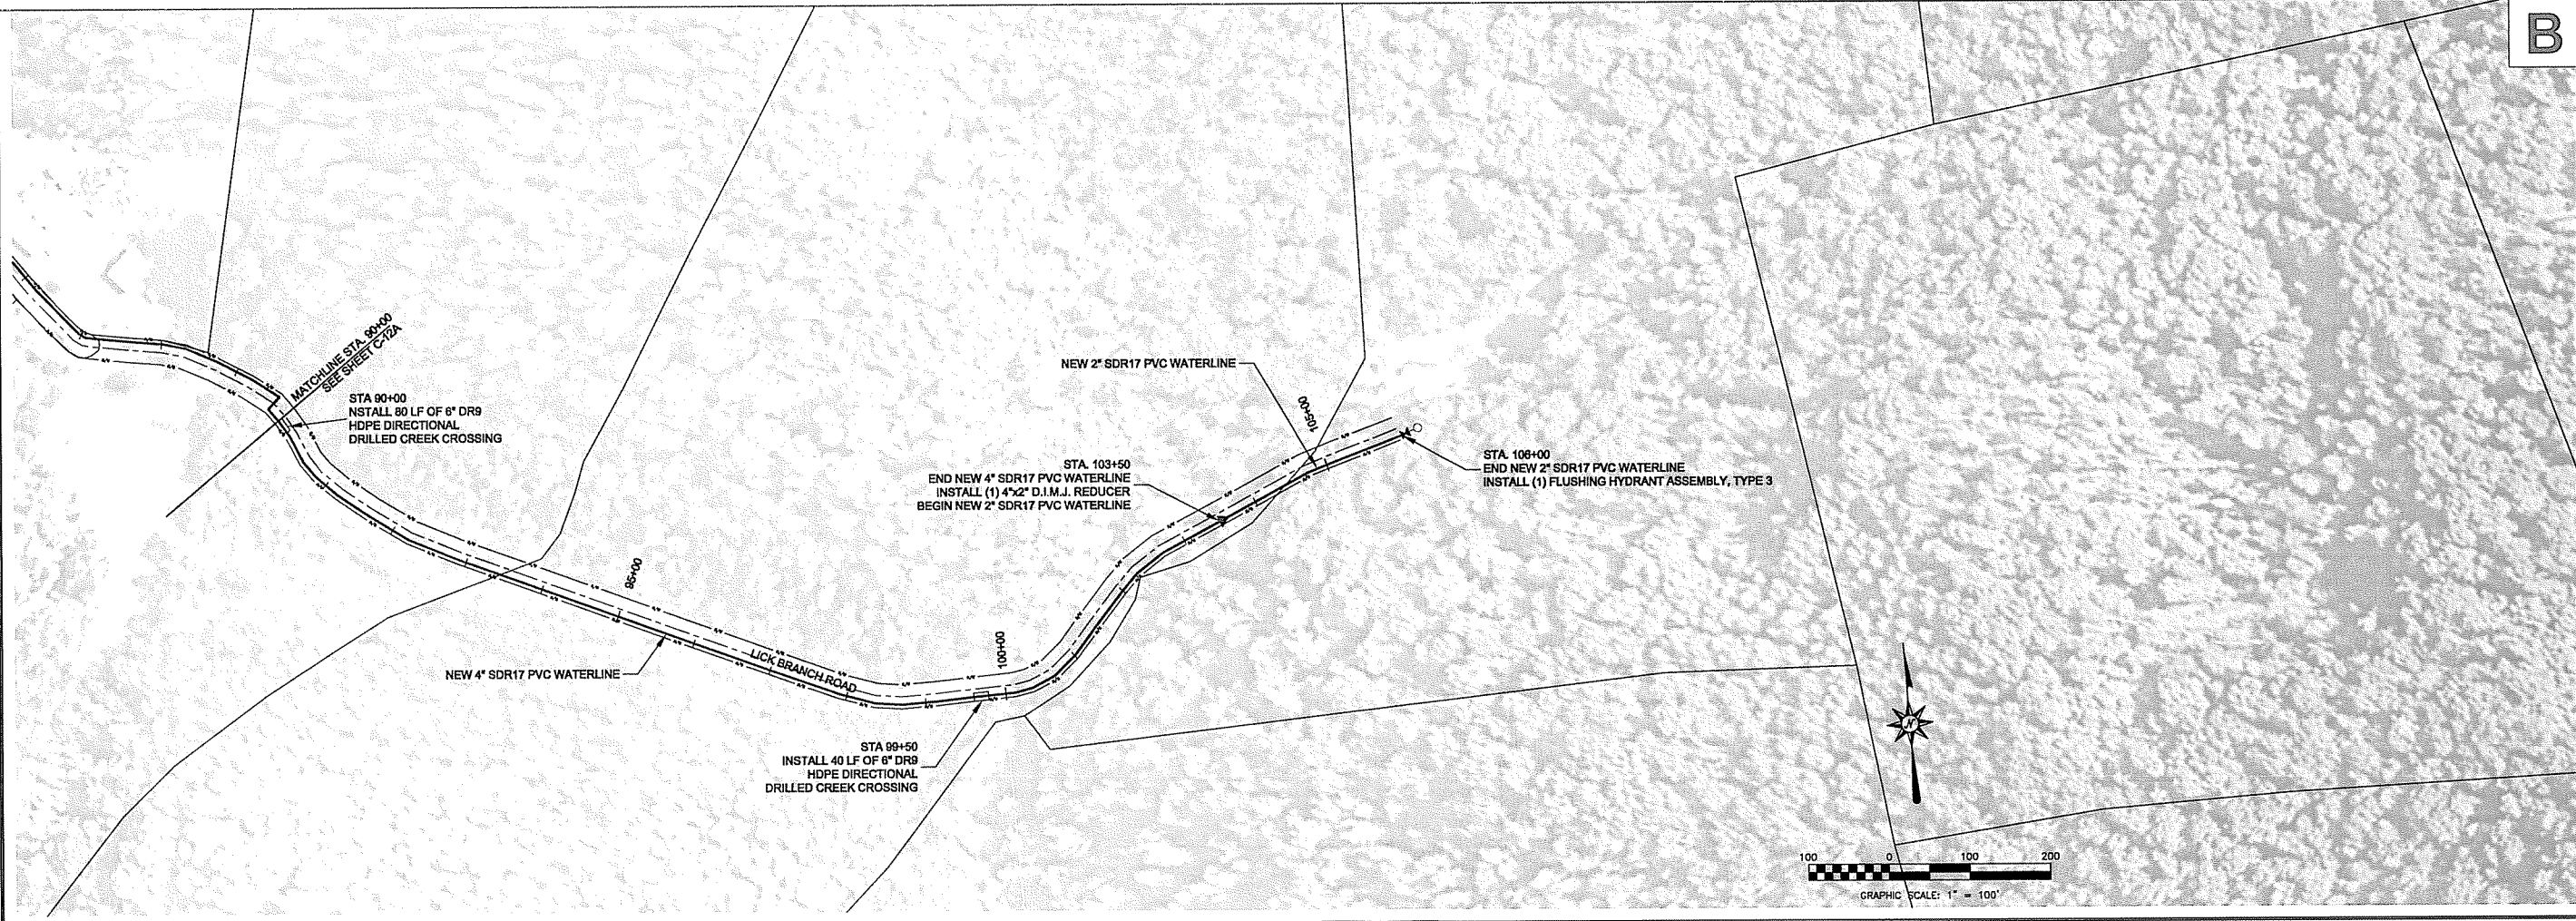 B
MATCHLINE STA. 90+00
SEE SHEET C-12A
STA 90+00
NSTALL 80 LF OF 6" DR9
HDPE DIRECTIONAL
DRILLED CREEK CROSSING
NEW 2" SDR17 PVC WATERLINE
105+00
STA. 103+50
END NEW 4" SDR17 PVC WATERLINE
INSTALL (1) 4"x2" D.I.M.J. REDUCER
BEGIN NEW 2" SDR17 PVC WATERLINE
STA. 106+00
END NEW 2" SDR17 PVC WATERLINE
INSTALL (1) FLUSHING HYDRANT ASSEMBLY, TYPE 3
95+00
NEW 4" SDR17 PVC WATERLINE
LICK BRANCH ROAD
100+00
STA 99+50
INSTALL 40 LF OF 6" DR9
HDPE DIRECTIONAL
DRILLED CREEK CROSSING
N
100 0 100 200
GRAPHIC SCALE: 1" = 100'